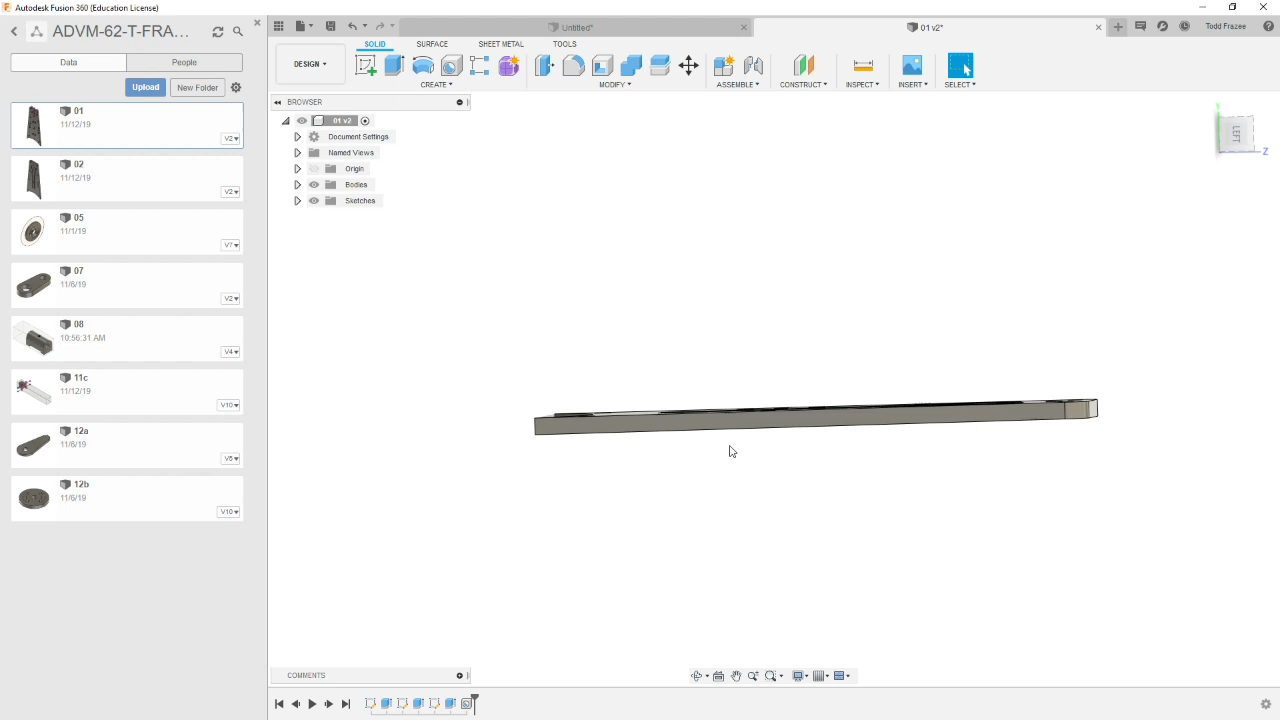 Autodesk Fusion 360 (Education License)
ADVM-62-T-FRA...
Untitled*
01 v2*
Todd Frazee
Data
People
SOLID
SURFACE
SHEET METAL
TOOLS
DESIGN
CREATE
MODIFY
ASSEMBLE
CONSTRUCT
INSPECT
INSERT
SELECT
Upload
New Folder
BROWSER
01 v2
Document Settings
Named Views
Origin
Bodies
Sketches
LEFT
Z
01
11/12/19
V2
02
11/12/19
V2
05
11/1/19
V7
07
11/6/19
V2
08
10:56:31 AM
V4
11c
11/12/19
V10
12a
11/6/19
12b
11/6/19
V10
COMMENTS